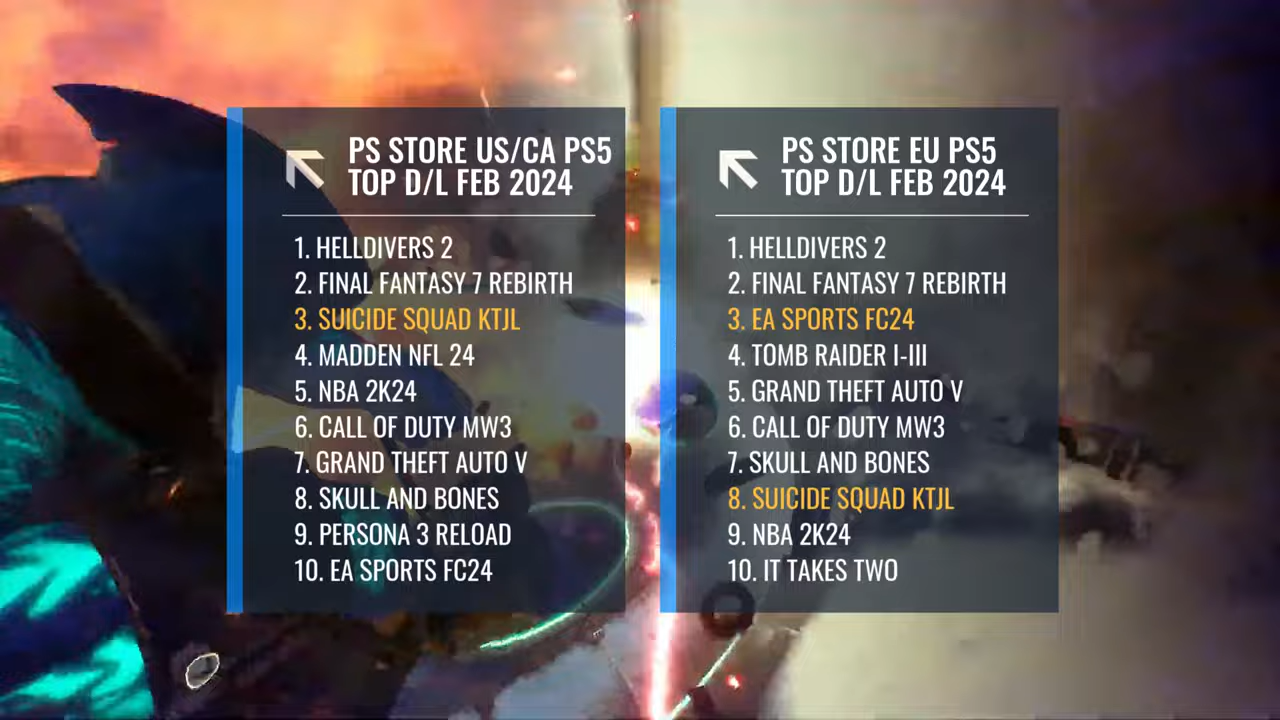 PS STORE US/CA PS5
TOP D/L FEB 2024
1. HELLDIVERS 2
2. FINAL FANTASY 7 REBIRTH
3. SUICIDE SQUAD KTJL
4. MADDEN NFL 24
5. NBA 2K24
6. CALL OF DUTY MW3
7. GRAND THEFT AUTO V
8. SKULL AND BONES
9. PERSONA 3 RELOAD
10. EA SPORTS FC24
PS STORE EU PS5
TOP D/L FEB 2024
1. HELLDIVERS 2
2. FINAL FANTASY 7 REBIRTH
3. EA SPORTS FC24
4. TOMB RAIDER I-III
5. GRAND THEFT AUTO V
6. CALL OF DUTY MW3
7. SKULL AND BONES
8. SUICIDE SQUAD KTJL
9. NBA 2K24
10. IT TAKES TWO